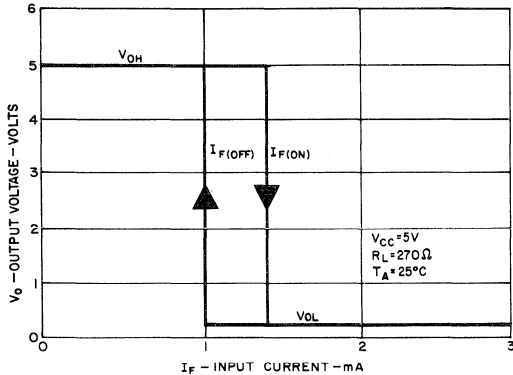 6
5
4
3
2
1
0
VOH
IF(OFF)
IF(ON)
VCC=5V
RL=270Ω
TA=25°C
VOL
0
1
2
3
VO-OUTPUT VOLTAGE-VOLTS
IF-INPUT CURRENT-mA